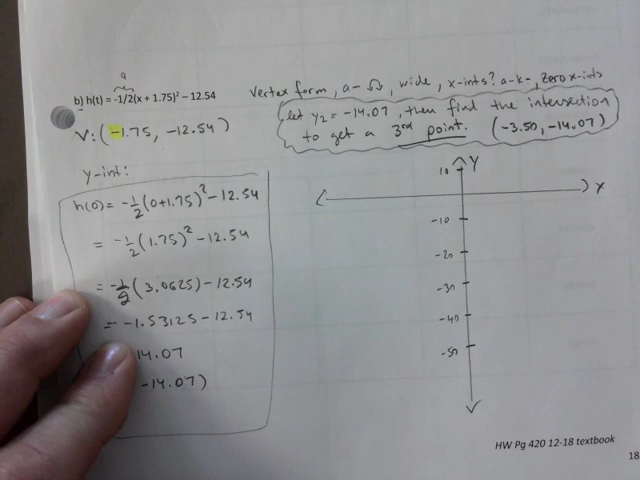 a
b) h(t) = -1/2(x + 1.75)² – 12.54
Vertex form, a- , wide, x-ints? a-k-, zero x-ints
V: (-1.75, -12.54)
let y₂ = -14.07, then find the intersection
to get a 3rd point. (-3.50, -14.07)
y-int:
h(0) = -½(0+1.75)² - 12.54
= -½(1.75)² - 12.54
= -½(3.0625) - 12.54
= -1.53125 - 12.54
14.07
-14.07)
Y
10
X
-10
-20
-30
-40
-50
HW Pg 420 12-18 textbook
18